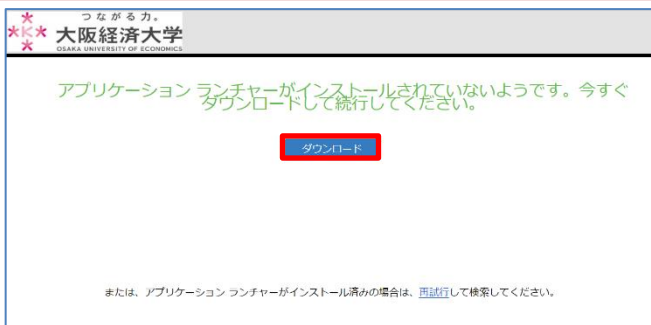 つながる力。
大阪経済大学
OSAKA UNIVERSITY OF ECONOMICS
アプリケーション ランチャーがインストールされていないようです。今すぐ
ダウンロードして続行してください。
ダウンロード
または、アプリケーション ランチャーがインストール済みの場合は、再試行して検索してください。